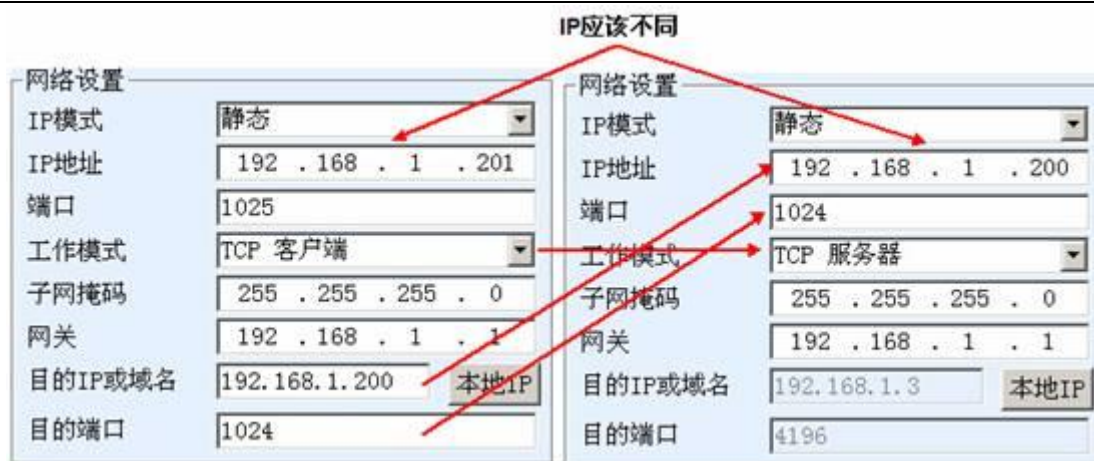 IP应该不同
网络设置
IP模式 静态
IP地址 192 . 168 . 1 . 201
端口 1025
工作模式 TCP 客户端
子网掩码 255 . 255 . 255 . 0
网关 192 . 168 . 1 . 1
目的IP或域名 192.168.1.200 本地IP
目的端口 1024
网络设置
IP模式 静态
IP地址 192 . 168 . 1 . 200
端口 1024
工作模式 TCP 服务器
子网掩码 255 . 255 . 255 . 0
网关 192 . 168 . 1 . 1
目的IP或域名 192.168.1.3 本地IP
目的端口 4196